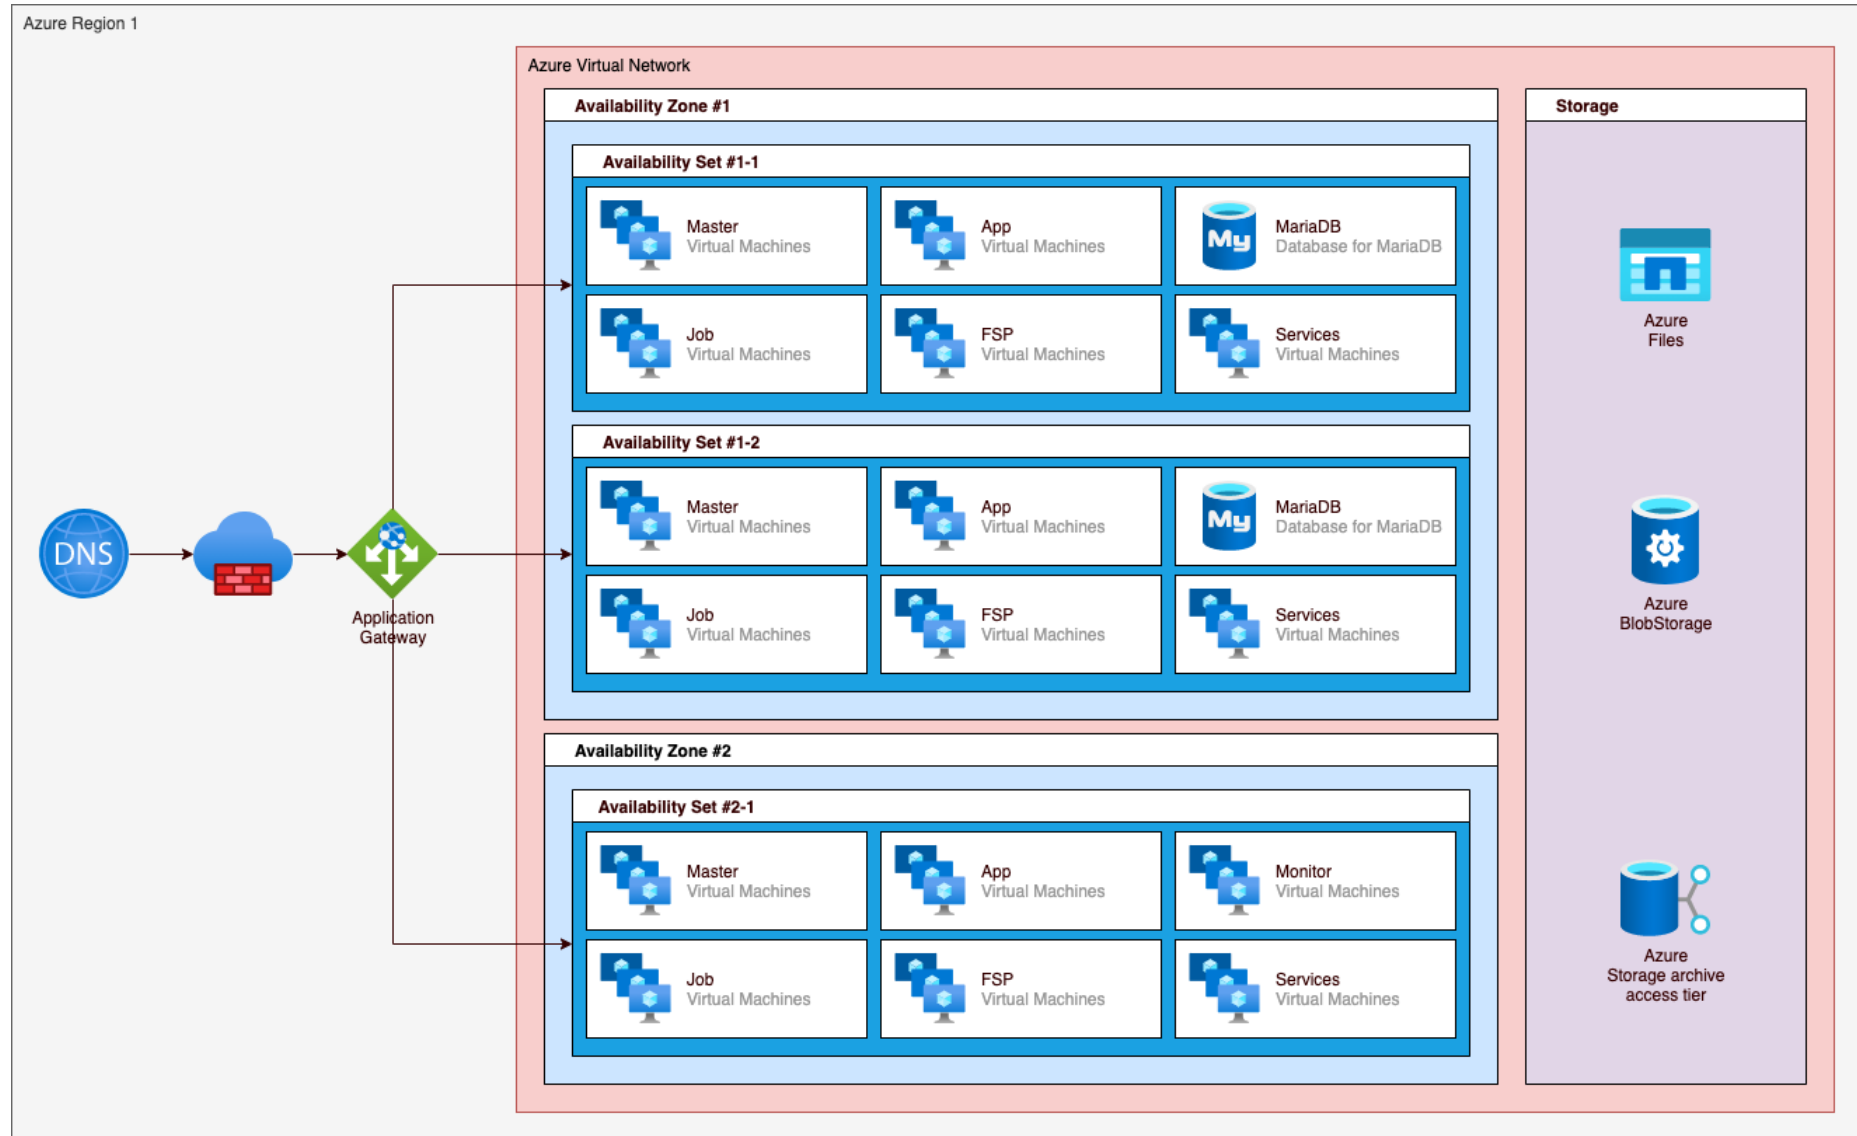 Azure Region 1
Azure Virtual Network
Availability Zone #1
Availability Set #1-1
Master
Virtual Machines
App
Virtual Machines
MariaDB
Database for MariaDB
My
Job
Virtual Machines
FSP
Virtual Machines
Services
Virtual Machines
Availability Set #1-2
Master
Virtual Machines
App
Virtual Machines
MariaDB
Database for MariaDB
My
Job
Virtual Machines
FSP
Virtual Machines
Services
Virtual Machines
Availability Zone #2
Availability Set #2-1
Master
Virtual Machines
App
Virtual Machines
Monitor
Virtual Machines
Job
Virtual Machines
FSP
Virtual Machines
Services
Virtual Machines
DNS
Application
Gateway
Storage
Azure
Files
Azure
BlobStorage
Azure
Storage archive
access tier